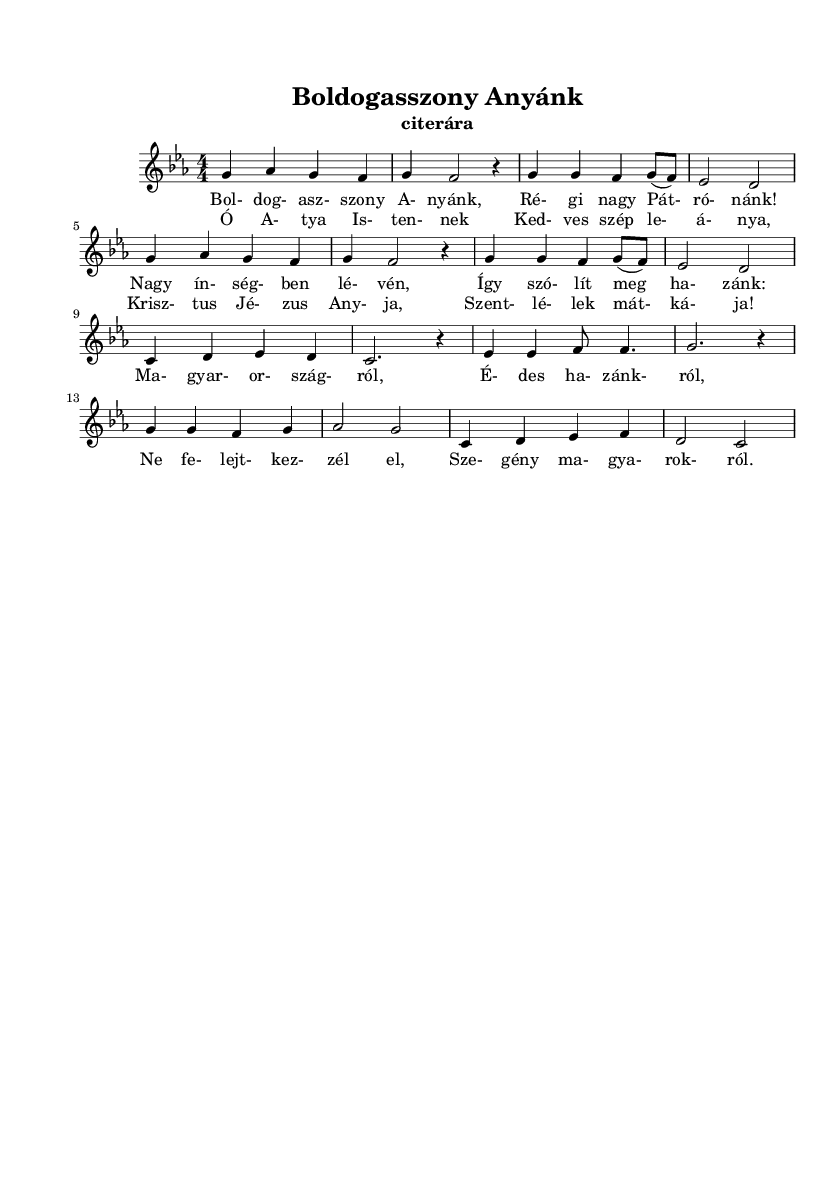 Boldogasszony Anyánk
citerára
4
4
Bol- dog- asz- szony A- nyánk, Ré- gi nagy Pát- ró- nánk!
Ó A- tya Is- ten- nek Ked- ves szép le- á- nya,
5
Nagy ín- ség- ben lé- vén, Így szó- lít meg ha- zánk:
Krisz- tus Jé- zus Any- ja, Szent- lé- lek mát- ká- ja!
9
Ma- gyar- or- szág- ról, É- des ha- zánk- ról,
13
Ne fe- lejt- kez- zél el, Sze- gény ma- gya- rok- ról.